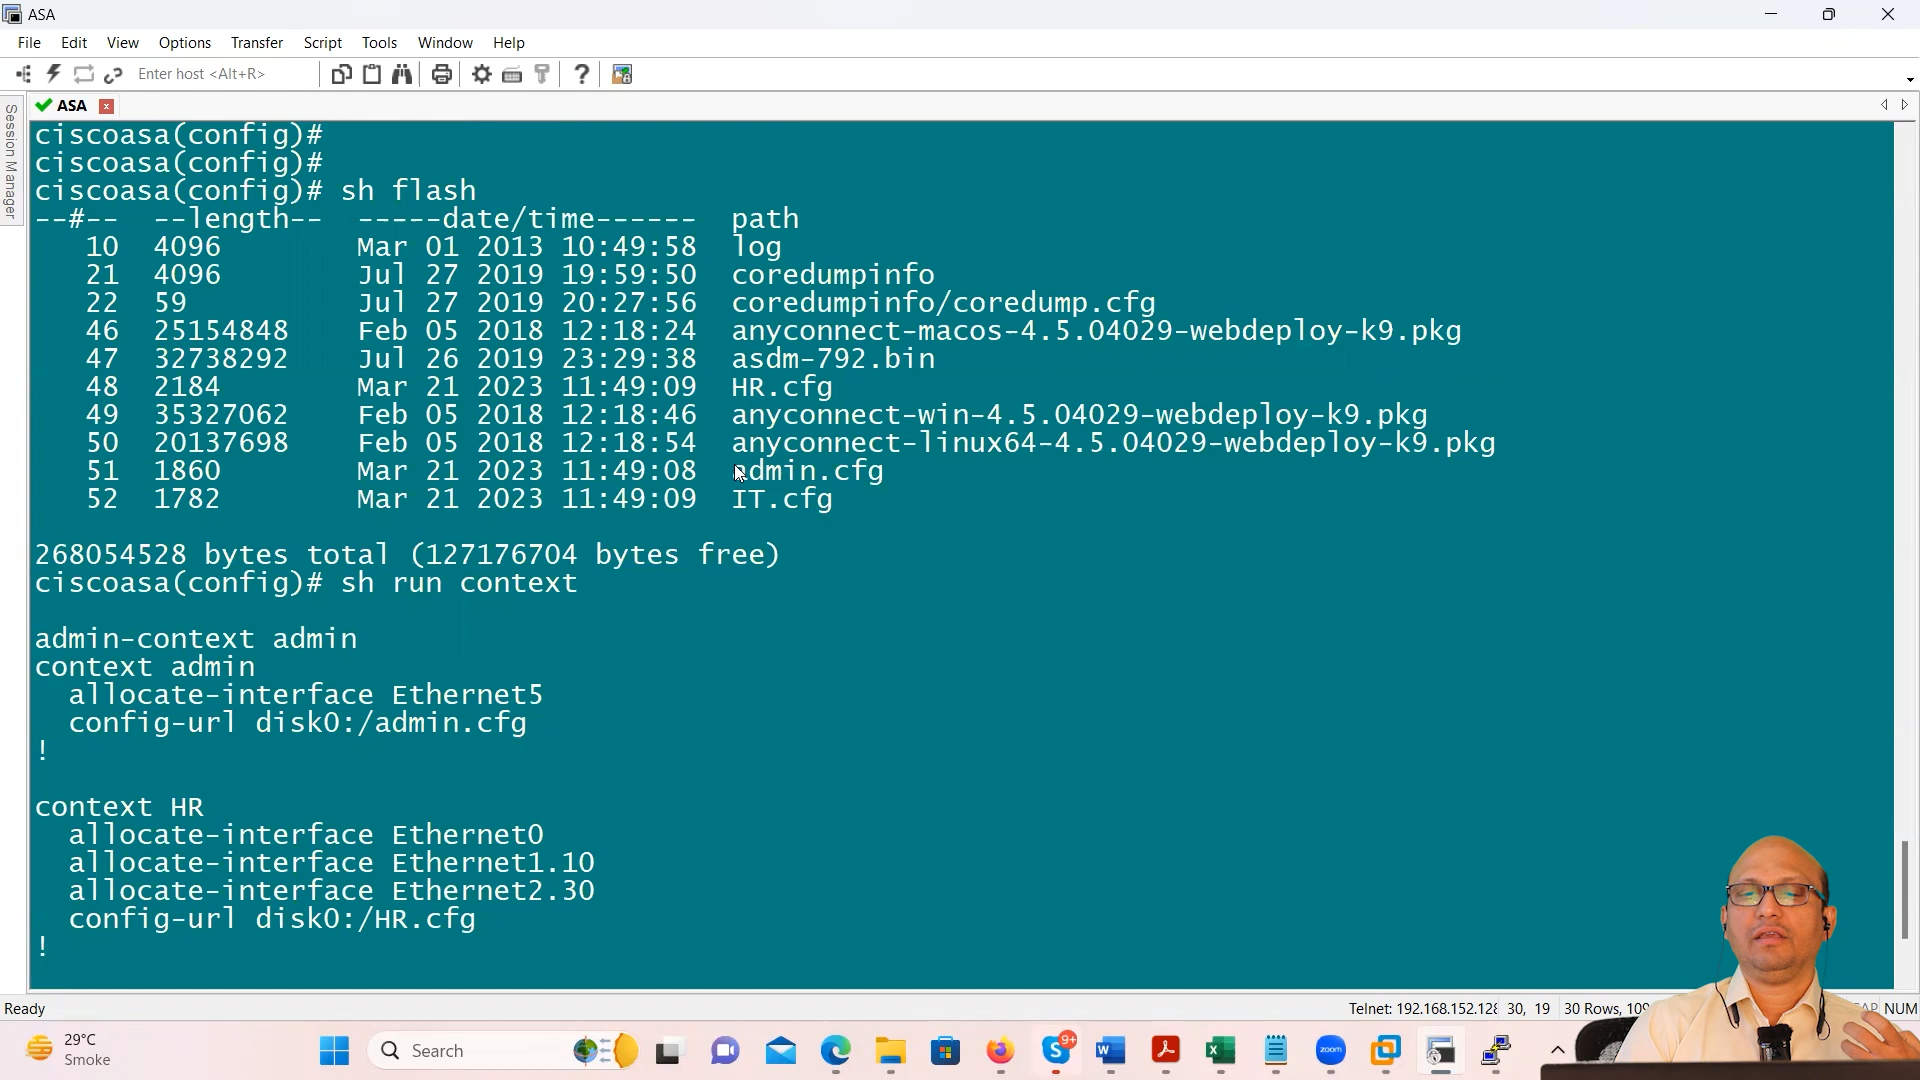 ASA
File Edit View Options Transfer Script Tools Window Help
Enter host <Alt+R>
Session Manager
ASA
ciscoasa(config)#
ciscoasa(config)#
ciscoasa(config)# sh flash
--#-- --length-- -----date/time------ path
10 4096 Mar 01 2013 10:49:58 log
21 4096 Jul 27 2019 19:59:50 coredumpinfo
22 59 Jul 27 2019 20:27:56 coredumpinfo/coredump.cfg
46 25154848 Feb 05 2018 12:18:24 anyconnect-macos-4.5.04029-webdeploy-k9.pkg
47 32738292 Jul 26 2019 23:29:38 asdm-792.bin
48 2184 Mar 21 2023 11:49:09 HR.cfg
49 35327062 Feb 05 2018 12:18:46 anyconnect-win-4.5.04029-webdeploy-k9.pkg
50 20137698 Feb 05 2018 12:18:54 anyconnect-linux64-4.5.04029-webdeploy-k9.pkg
51 1860 Mar 21 2023 11:49:08 admin.cfg
52 1782 Mar 21 2023 11:49:09 IT.cfg
268054528 bytes total (127176704 bytes free)
ciscoasa(config)# sh run context
admin-context admin
context admin
allocate-interface Ethernet5
config-url disk0:/admin.cfg
!
context HR
allocate-interface Ethernet0
allocate-interface Ethernet1.10
allocate-interface Ethernet2.30
config-url disk0:/HR.cfg
!
Ready Telnet: 192.168.152.128 30, 19 30 Rows, NUM
29°C
Smoke
Search
9+
zoom